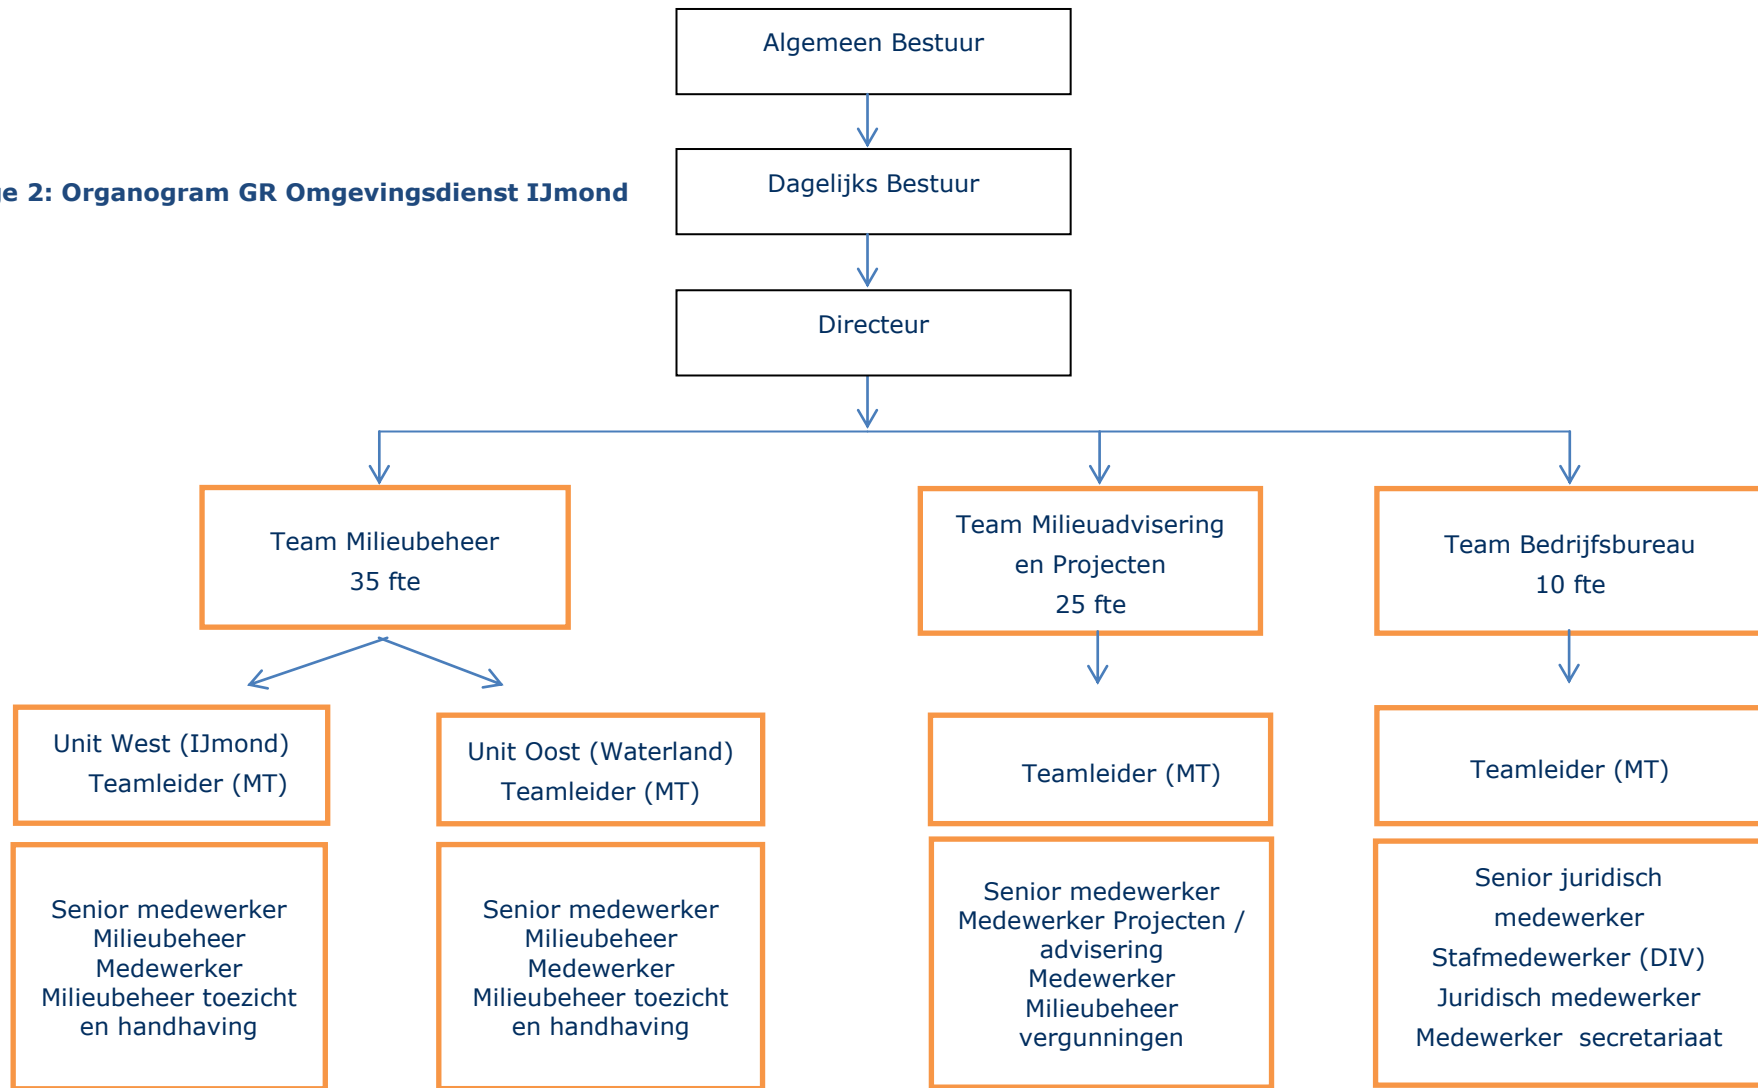 Algemeen Bestuur
Dagelijks Bestuur
ge 2: Organogram GR Omgevingsdienst IJmond
Directeur
Team Milieubeheer
35 fte
Team Milieuadvisering
en Projecten
25 fte
Team Bedrijfsbureau
10 fte
Unit West (IJmond)
Teamleider (MT)
Unit Oost (Waterland)
Teamleider (MT)
Teamleider (MT)
Teamleider (MT)
Senior medewerker
Milieubeheer
Medewerker
Milieubeheer toezicht
en handhaving
Senior medewerker
Milieubeheer
Medewerker
Milieubeheer toezicht
en handhaving
Senior medewerker
Medewerker Projecten /
advisering
Medewerker
Milieubeheer
vergunningen
Senior juridisch
medewerker
Stafmedewerker (DIV)
Juridisch medewerker
Medewerker  secretariaat